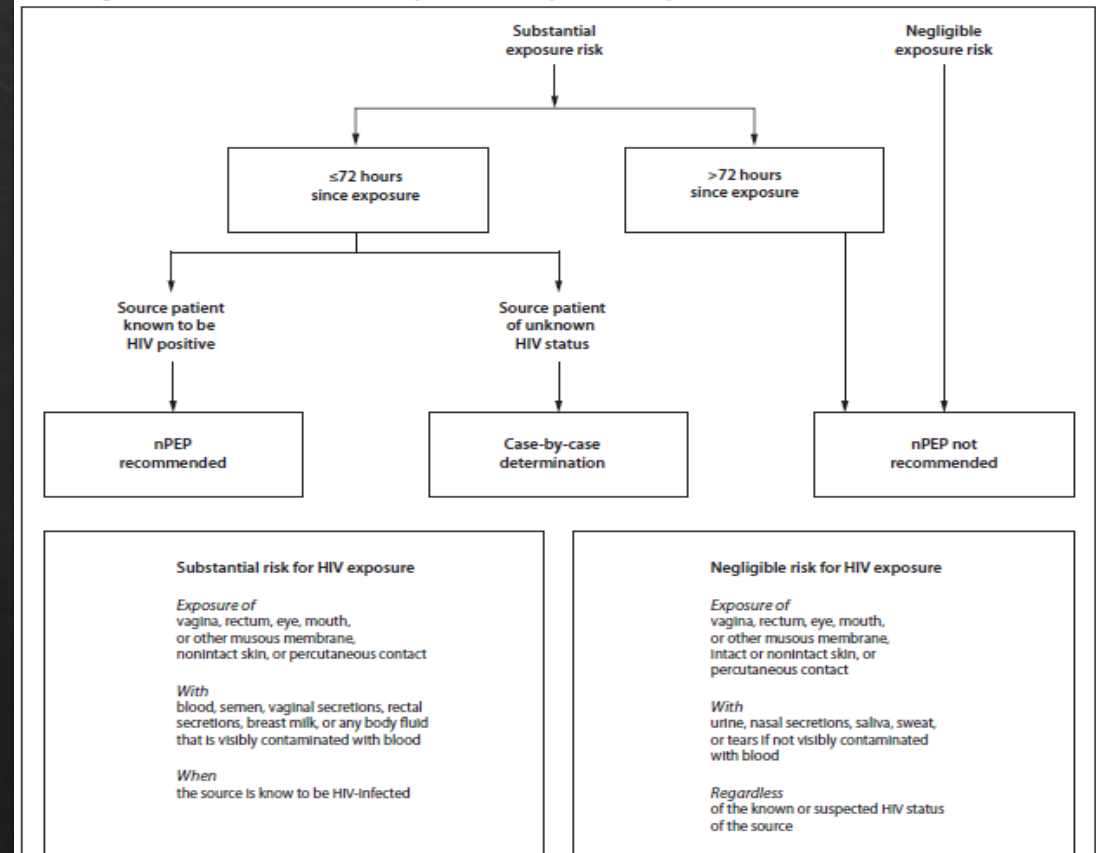 Substantial
exposure risk
Negligible
exposure risk
≤72 hours
since exposure
>72 hours
since exposure
Source patient
known to be
HIV positive
Source patient
of unknown
HIV status
nPEP
recommended
Case-by-case
determination
nPEP not
recommended
Substantial risk for HIV exposure
Exposure of
vagina, rectum, eye, mouth,
or other musous membrane,
nonintact skin, or percutaneous contact
With
blood, semen, vaginal secretions, rectal
secretions, breast milk, or any body fluid
that is visibly contaminated with blood
When
the source is know to be HIV-infected
Negligible risk for HIV exposure
Exposure of
vagina, rectum, eye, mouth,
or other musous membrane,
intact or nonintact skin, or
percutaneous contact
With
urine, nasal secretions, saliva, sweat,
or tears if not visibly contaminated
with blood
Regardless
of the known or suspected HIV status
of the source